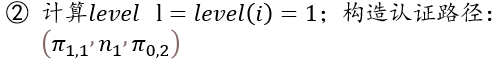 ② 计算level l = level(i) = 1；构造认证路径：
(π₁,₁, n₁, π₀,₂)